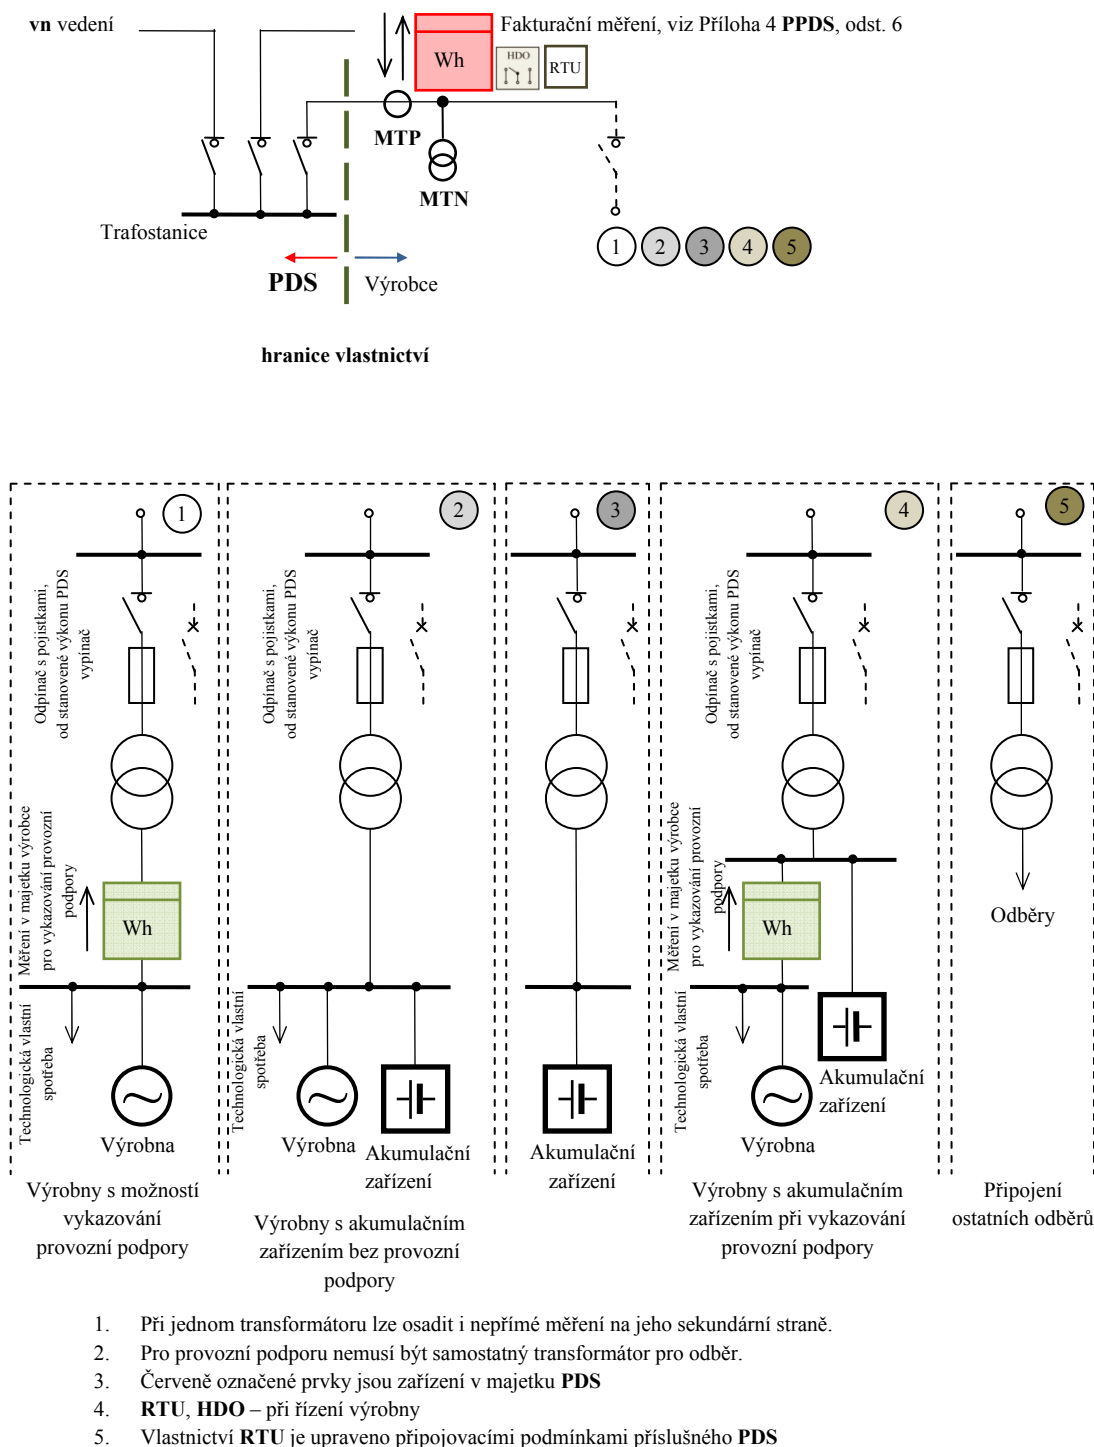 vn vedení
Fakturační měření, viz Příloha 4 PPDS, odst. 6
Wh
HDO
RTU
MTP
MTN
Trafostanice
PDS
Výrobce
1 2 3 4 5
hranice vlastnictví
1
Odpínač s pojistkami,
od stanovené výkonu PDS
vypínač
Měření v majetku výrobce
pro vykazování provozní
podpory
Wh
Technologická vlastní
spotřeba
Výrobna
Výrobny s možností
vykazování
provozní podpory
2
Odpínač s pojistkami,
od stanovené výkonu PDS
vypínač
Technologická vlastní
spotřeba
Výrobna
Akumulační
zařízení
Výrobny s akumulačním
zařízením bez provozní
podpory
3
Akumulační
zařízení
4
Odpínač s pojistkami,
od stanovené výkonu PDS
vypínač
Měření v majetku výrobce
pro vykazování provozní
podpory
Wh
Technologická vlastní
spotřeba
Výrobna
Akumulační
zařízení
Výrobny s akumulačním
zařízením při vykazování
provozní podpory
5
Odběry
Připojení
ostatních odběrů
1. Při jednom transformátoru lze osadit i nepřímé měření na jeho sekundární straně.
2. Pro provozní podporu nemusí být samostatný transformátor pro odběr.
3. Červeně označené prvky jsou zařízení v majetku PDS
4. RTU, HDO – při řízení výrobny
5. Vlastnictví RTU je upraveno připojovacími podmínkami příslušného PDS